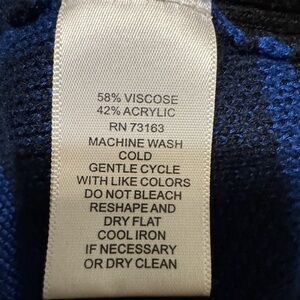 58% VISCOSE
42% ACRYLIC
RN 73163
MACHINE WASH
COLD
GENTLE CYCLE
WITH LIKE COLORS
DO NOT BLEACH
RESHAPE AND
DRY FLAT
COOL IRON
IF NECESSARY
OR DRY CLEAN